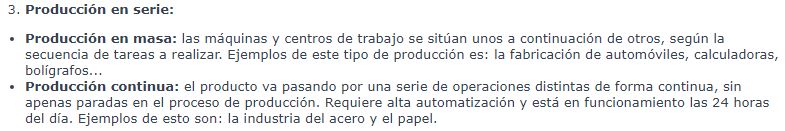 3. Producción en serie:
• Producción en masa: las máquinas y centros de trabajo se sitúan unos a continuación de otros, según la
secuencia de tareas a realizar. Ejemplos de este tipo de producción es: la fabricación de automóviles, calculadoras,
bolígrafos...
• Producción continua: el producto va pasando por una serie de operaciones distintas de forma continua, sin
apenas paradas en el proceso de producción. Requiere alta automatización y está en funcionamiento las 24 horas
del día. Ejemplos de esto son: la industria del acero y el papel.